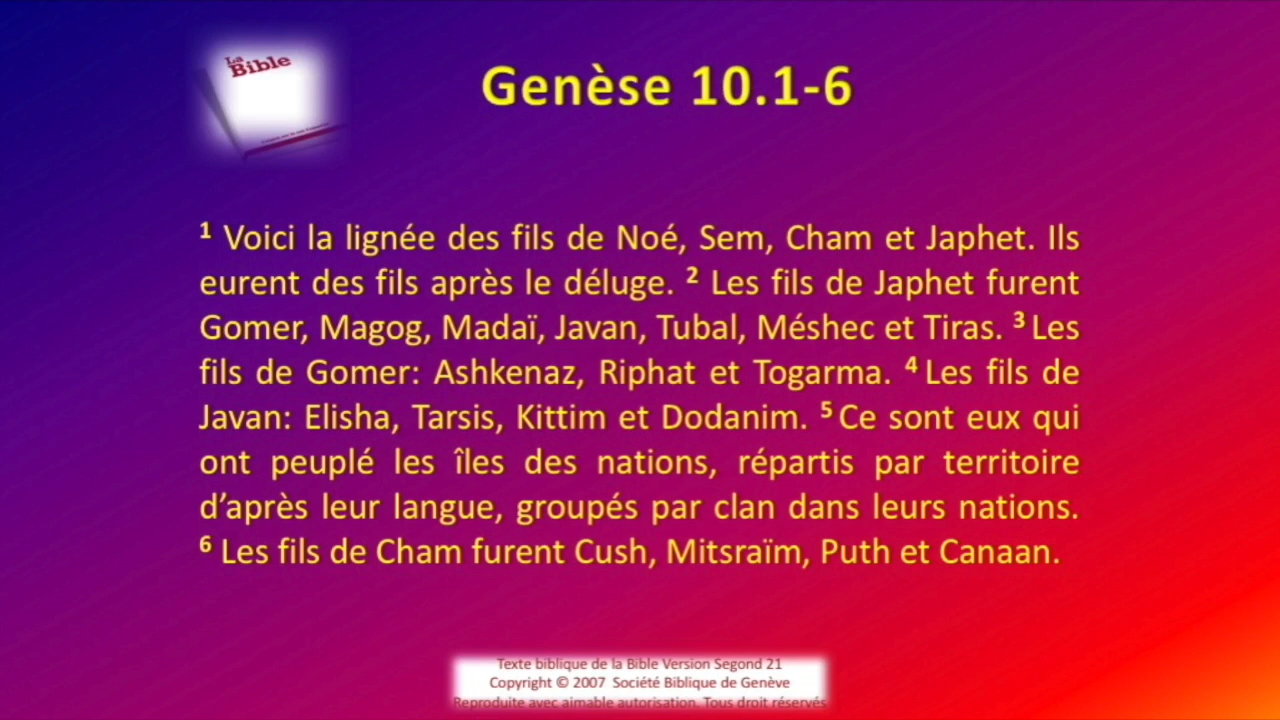 La
Bible
Genèse 10.1-6
¹ Voici la lignée des fils de Noé, Sem, Cham et Japhet. Ils
eurent des fils après le déluge. ² Les fils de Japhet furent
Gomer, Magog, Madaï, Javan, Tubal, Méshec et Tiras. ³ Les
fils de Gomer: Ashkenaz, Riphat et Togarma. ⁴ Les fils de
Javan: Elisha, Tarsis, Kittim et Dodanim. ⁵ Ce sont eux qui
ont peuplé les îles des nations, répartis par territoire
d’après leur langue, groupés par clan dans leurs nations.
⁶ Les fils de Cham furent Cush, Mitsraïm, Puth et Canaan.
Texte biblique de la Bible Version Segond 21
Copyright © 2007 Société Biblique de Genève
Reproduite avec aimable autorisation. Tous droit réservés